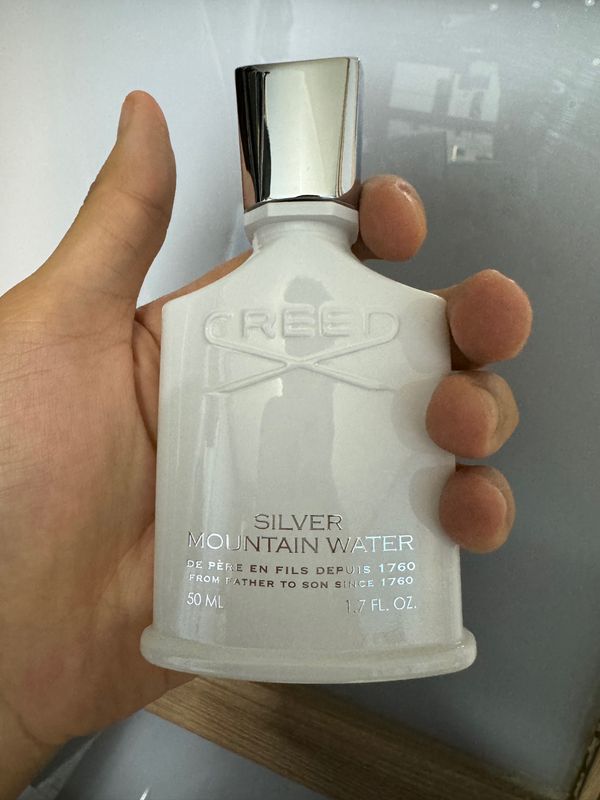 CREED
SILVER
MOUNTAIN WATER
DE PÈRE EN FILS DEPUIS 1760
FROM FATHER TO SON SINCE 1760
50 ML 1.7 FL. OZ.